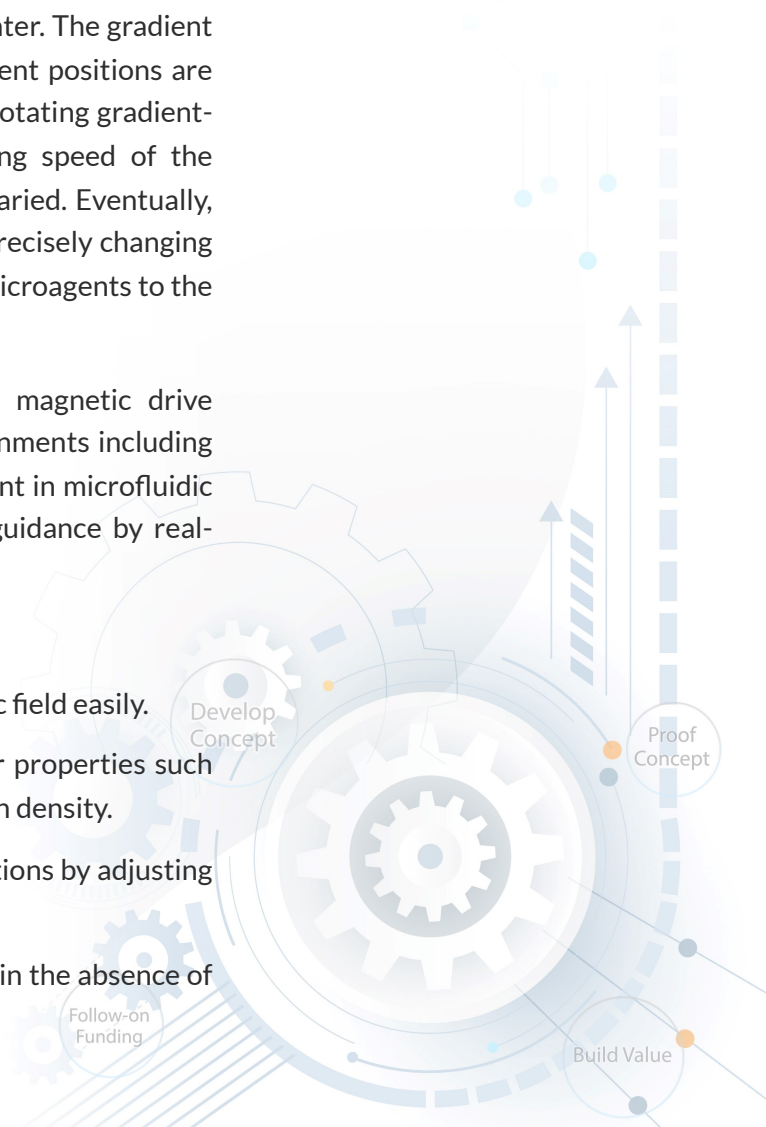 ter. The gradient
ent positions are
otating gradient-
ng speed of the
aried. Eventually,
recisely changing
icroagents to the
magnetic drive
nments including
nt in microfluidic
guidance by real-
c field easily.
r properties such
n density.
tions by adjusting
in the absence of
Develop
Concept
Proof
Concept
Follow-on
Funding
Build Value